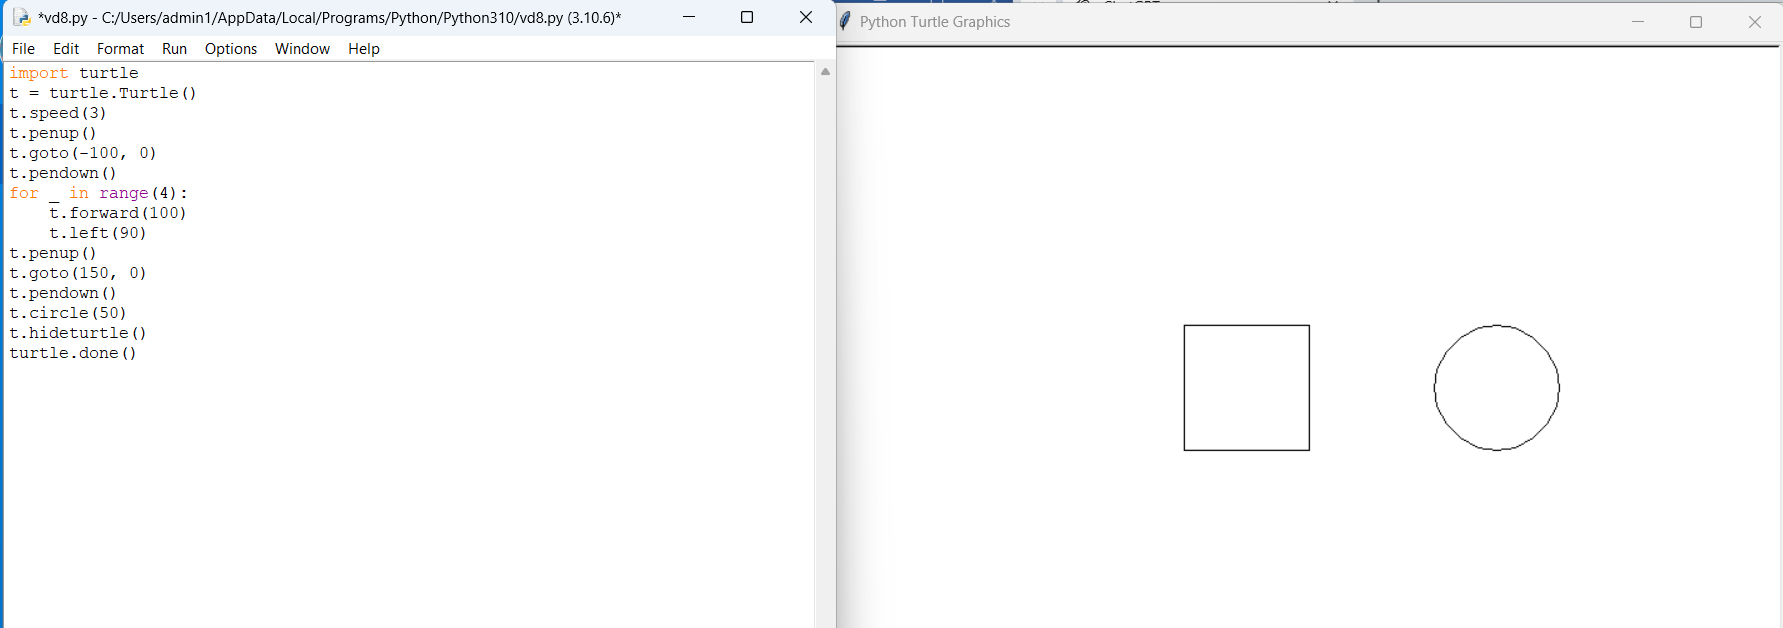 *vd8.py - C:/Users/admin1/AppData/Local/Programs/Python/Python310/vd8.py (3.10.6)*
File Edit Format Run Options Window Help
import turtle
t = turtle.Turtle()
t.speed(3)
t.penup()
t.goto(-100, 0)
t.pendown()
for _ in range(4):
    t.forward(100)
    t.left(90)
t.penup()
t.goto(150, 0)
t.pendown()
t.circle(50)
t.hideturtle()
turtle.done()
Python Turtle Graphics